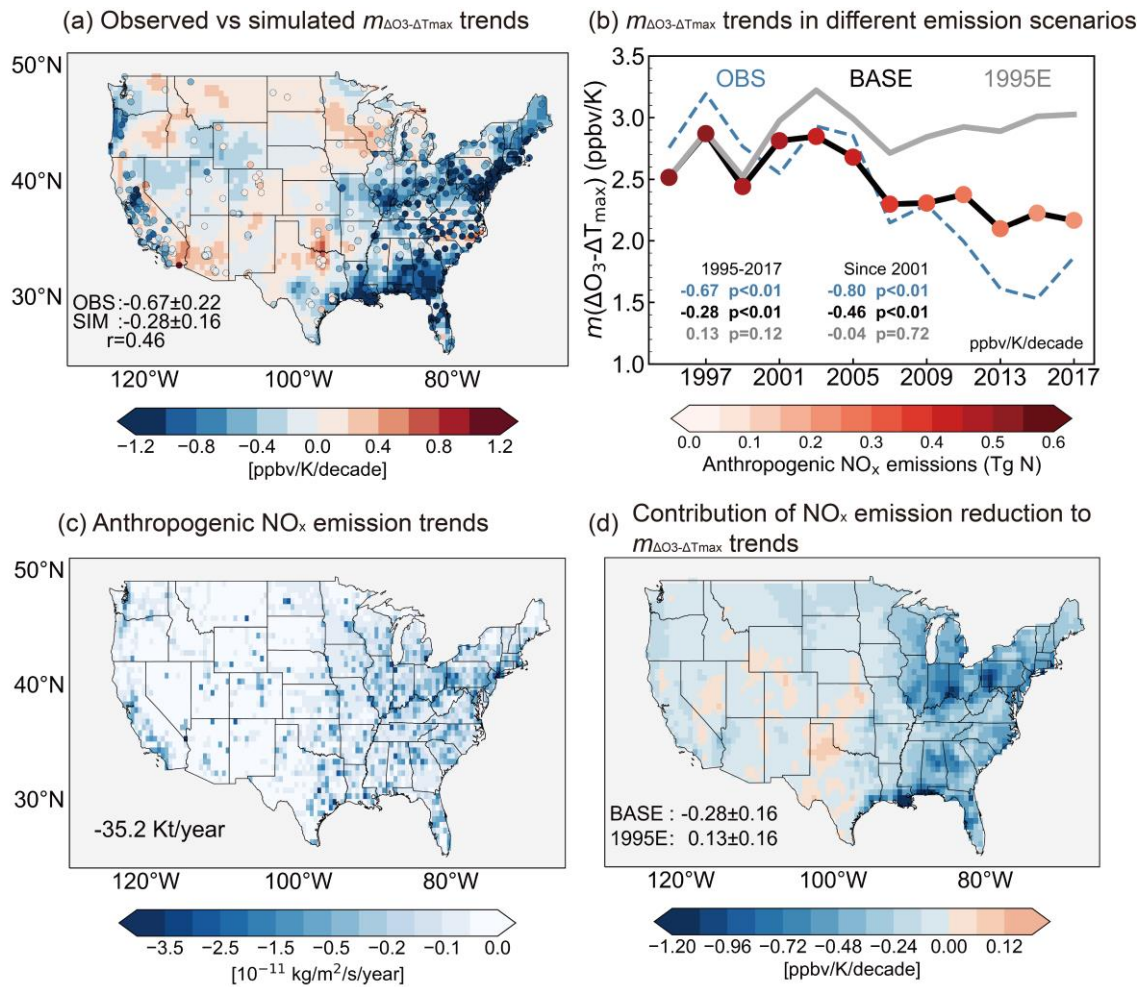 (a) Observed vs simulated mΔO3-ΔTmax trends
50°N
40°N
30°N
OBS:-0.67±0.22
SIM :-0.28±0.16
r=0.46
120°W 100°W 80°W
−1.2 −0.8 −0.4 0.0 0.4 0.8 1.2
[ppbv/K/decade]
(b) mΔO3-ΔTmax trends in different emission scenarios
m(ΔO₃-ΔTmax) (ppbv/K)
3.5
3.0
2.5
2.0
1.5
1.0
OBS BASE 1995E
1995-2017 Since 2001
-0.67 p<0.01 -0.80 p<0.01
-0.28 p<0.01 -0.46 p<0.01
0.13 p=0.12 -0.04 p=0.72
ppbv/K/decade
1997 2001 2005 2009 2013 2017
0.0 0.1 0.2 0.3 0.4 0.5 0.6
Anthropogenic NOₓ emissions (Tg N)
(c) Anthropogenic NOₓ emission trends
50°N
40°N
30°N
-35.2 Kt/year
120°W 100°W 80°W
−3.5 −2.5 −1.5 −0.5 −0.2 −0.1 0.0
[10⁻¹¹ kg/m²/s/year]
(d) Contribution of NOₓ emission reduction to
mΔO3-ΔTmax trends
BASE : -0.28±0.16
1995E: 0.13±0.16
120°W 100°W 80°W
−1.20 −0.96 −0.72 −0.48 −0.24 0.00 0.12
[ppbv/K/decade]